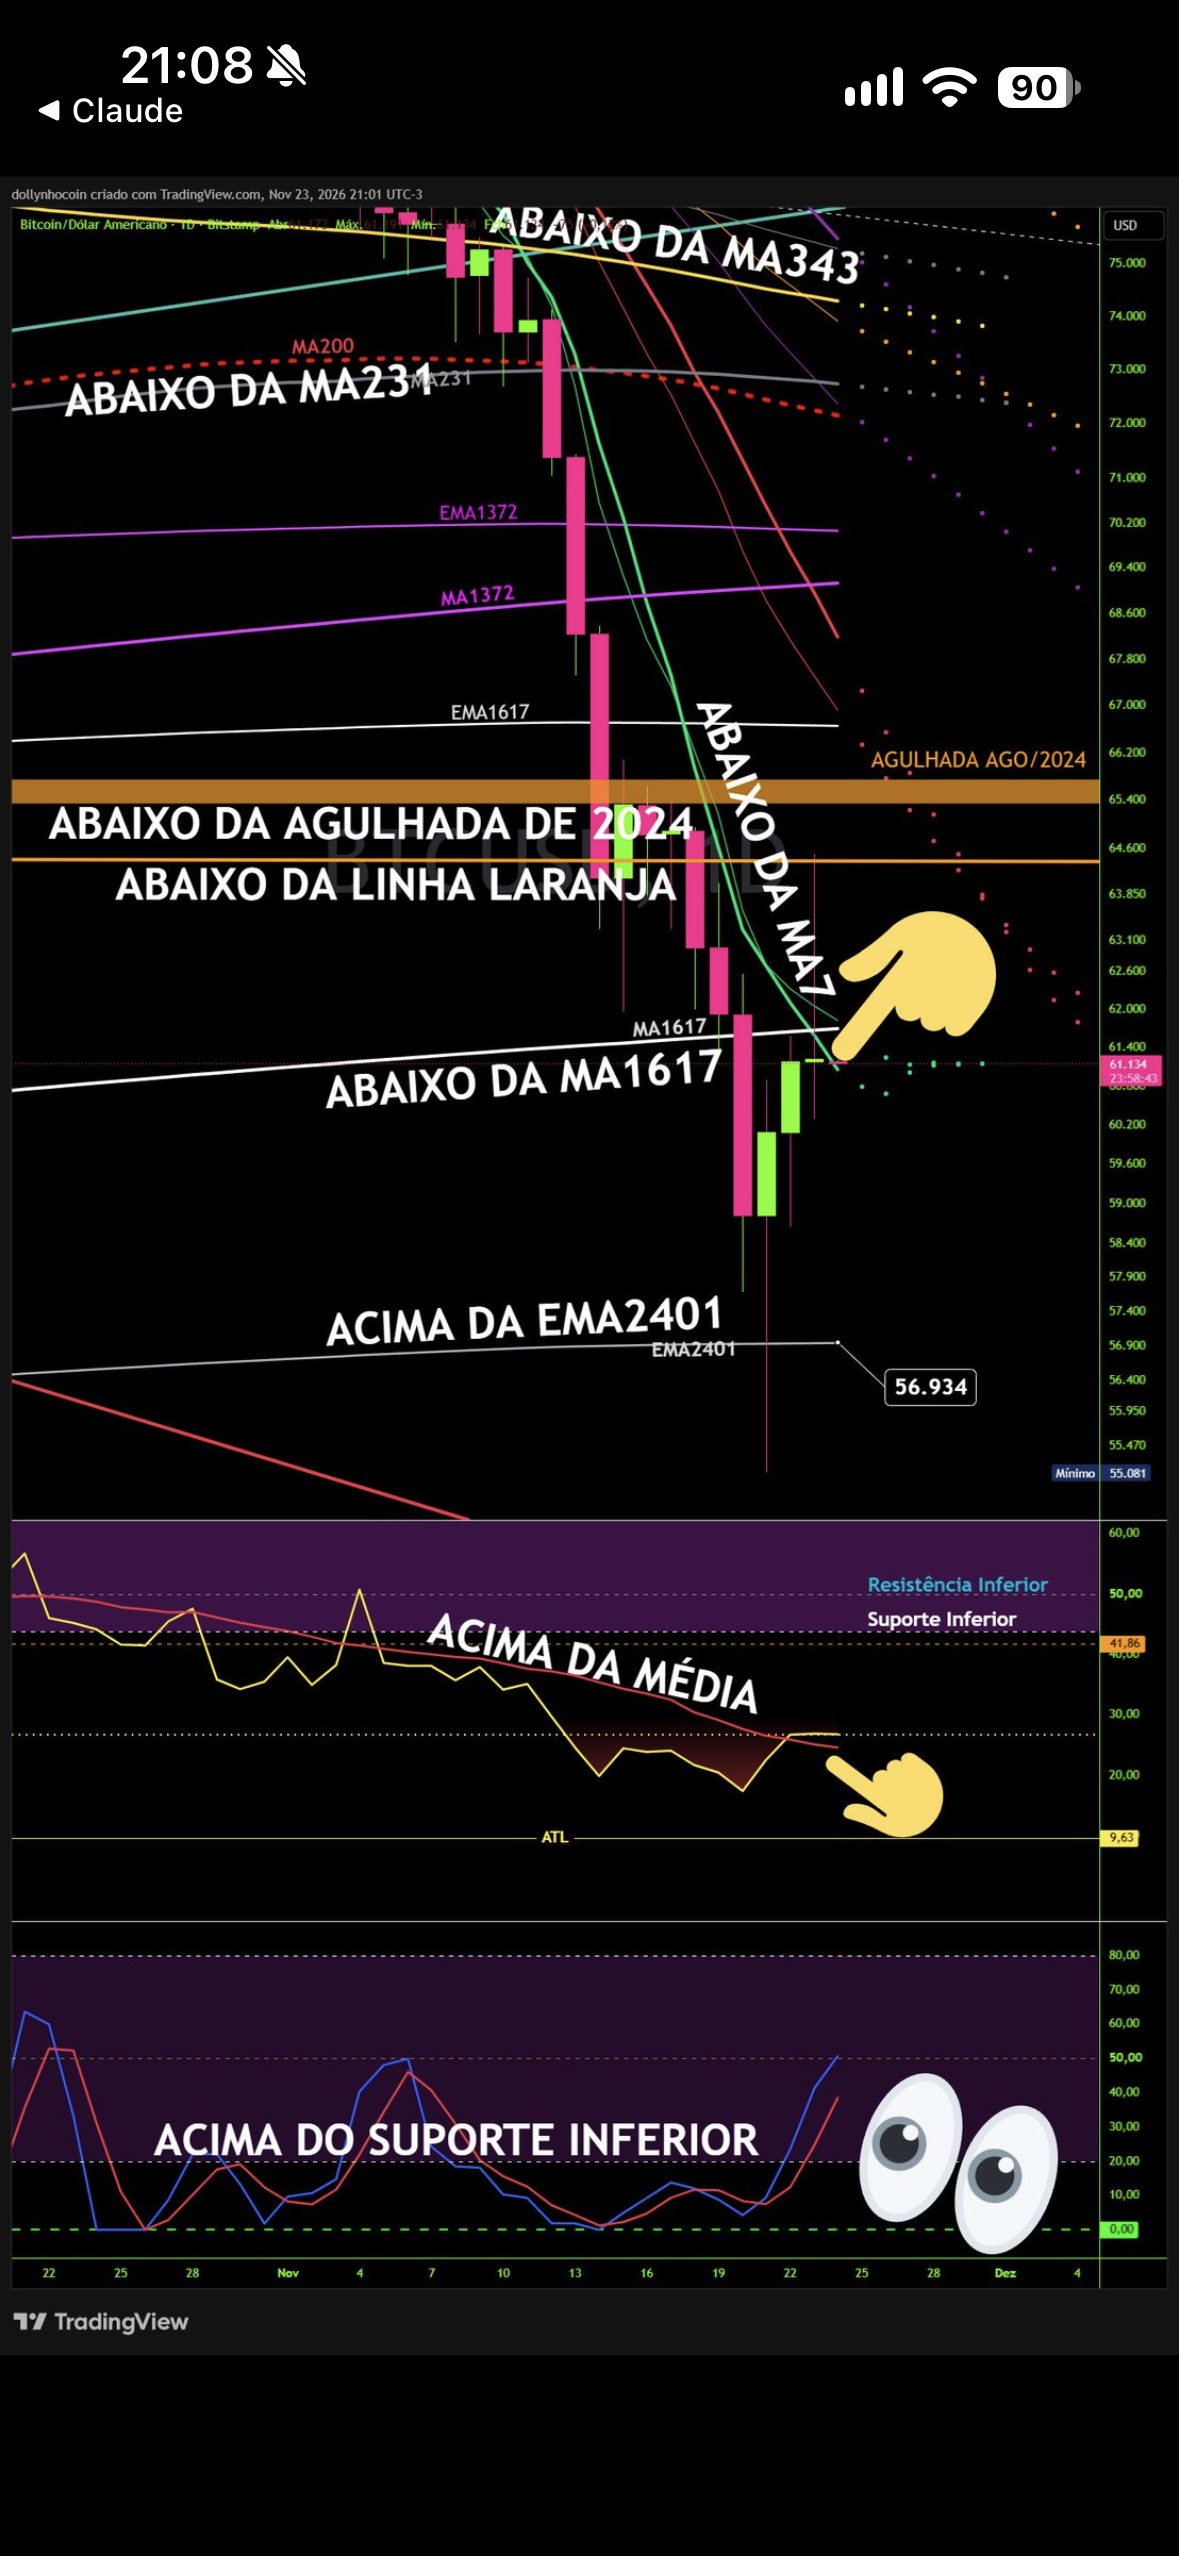 21:08
90
Claude
dollynhocoin criado com TradingView.com, Nov 23, 2026 21:01 UTC-3
Bitcoin/Dólar Americano · 1D · Bitstamp Abr Máx. Mín.
USD
ABAIXO DA MA343
75.000
74.000
MA200
73.000
ABAIXO DA MA231
MA231
72.000
71.000
EMA1372
70.200
69.400
MA1372
68.600
67.800
EMA1617
67.000
66.200
AGULHADA AGO/2024
65.400
ABAIXO DA AGULHADA DE 2024
ABAIXO DA MA7
64.600
ABAIXO DA LINHA LARANJA
63.850
63.100
62.600
62.000
MA1617
61.400
ABAIXO DA MA1617
61.134
23:58:43
60.200
59.600
59.000
58.400
57.900
ACIMA DA EMA2401
57.400
EMA2401
56.900
56.934
56.400
55.950
55.470
Mínimo 55.081
60,00
Resistência Inferior
50,00
Suporte Inferior
41,86
40,00
ACIMA DA MÉDIA
30,00
20,00
ATL
9,63
80,00
70,00
60,00
50,00
40,00
30,00
ACIMA DO SUPORTE INFERIOR
20,00
10,00
0,00
22 25 28 Nov 4 7 10 13 16 19 22 25 28 Dez 4
TradingView